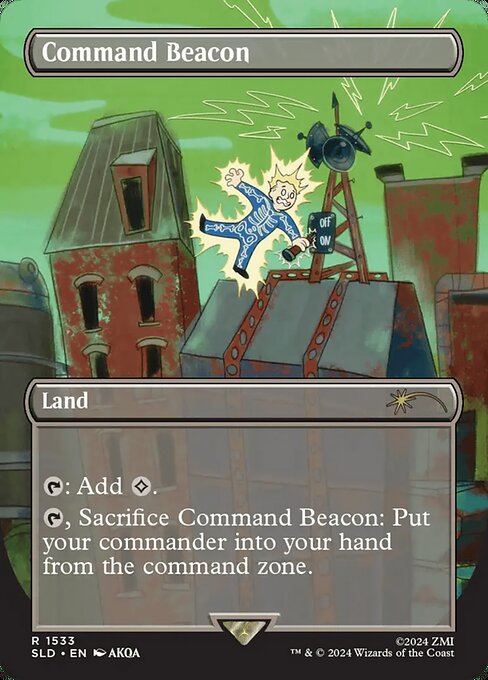 Command Beacon
OFF
ON
Land
: Add .
, Sacrifice Command Beacon: Put
your commander into your hand
from the command zone.
R 1533
SLD • EN AKQA
©2024 ZMI
™ & © 2024 Wizards of the Coast